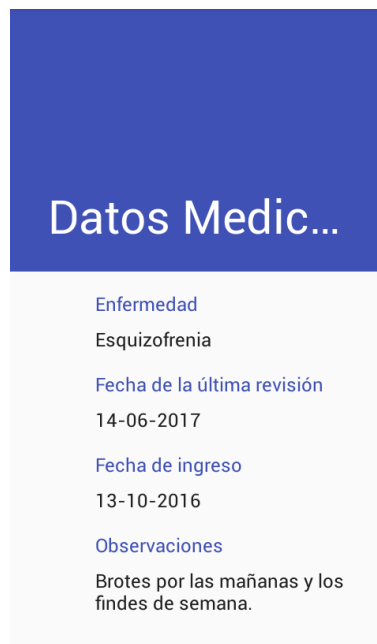 Datos Medic...
Enfermedad
Esquizofrenia
Fecha de la última revisión
14-06-2017
Fecha de ingreso
13-10-2016
Observaciones
Brotes por las mañanas y los
findes de semana.